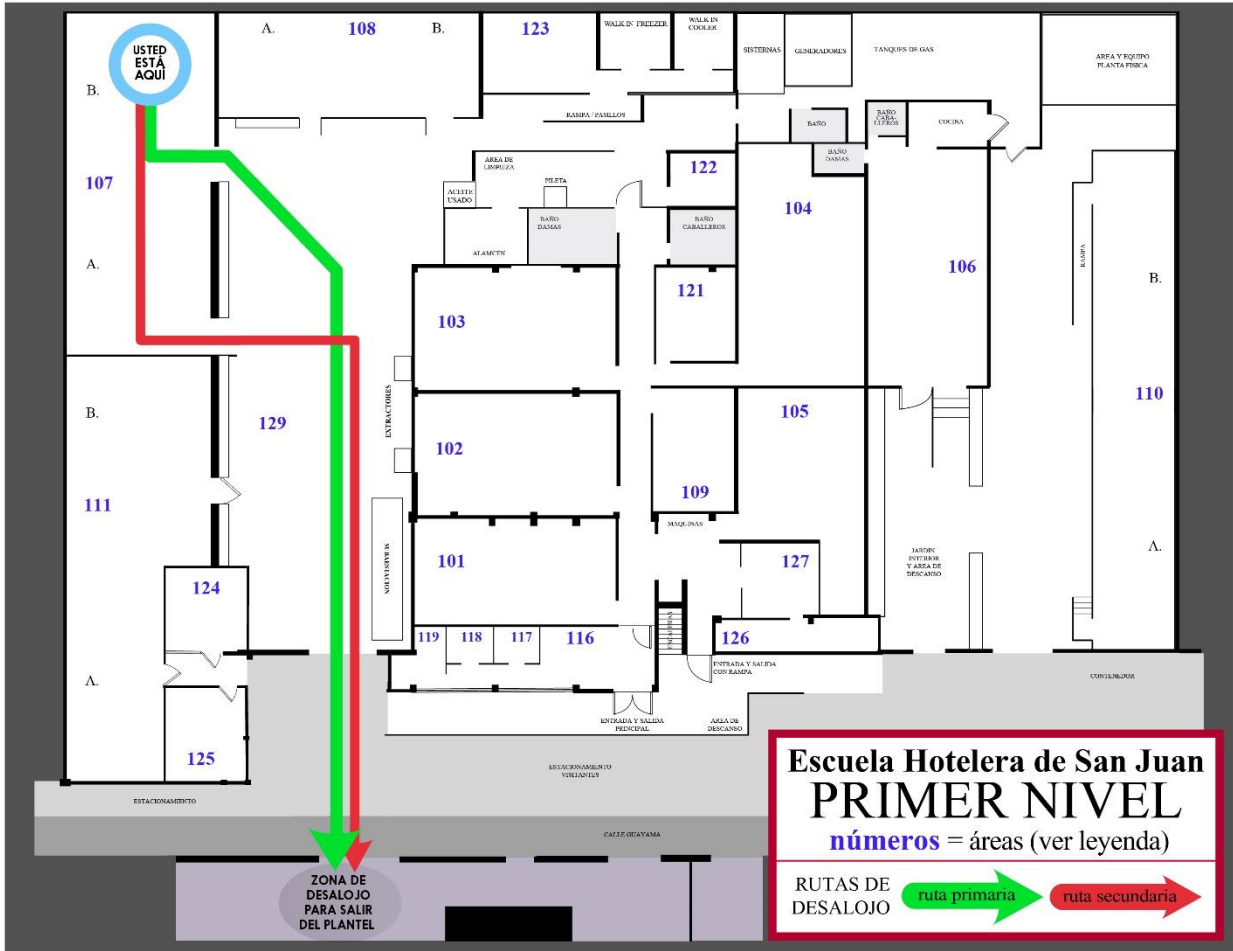 USTED
ESTÁ
AQUÍ
A.
108
B.
123
WALK IN FREEZER
WALK IN
COOLER
SISTERNAS
GENERADORES
TANQUES DE GAS
AREA Y EQUIPO
PLANTA FISICA
B.
RAMPA / PASILLOS
BAÑO
BAÑO
CABA-
LLEROS
COCINA
107
AREA DE
LIMPIEZA
122
BAÑO
DAMAS
ACEITE
USADO
PILETA
104
BAÑO
DAMAS
BAÑO
CABALLEROS
ALAMCEN
A.
106
RAMPA
B.
121
103
EXTRACTORES
B.
129
102
105
110
111
109
MAQUINAS
101
SUBAESTACION
127
JARDIN
INTERIOR
Y AREA DE
DESCANSO
A.
124
119
118
117
116
ESCALERAS
126
A.
ENTRADA Y SALIDA
CON RAMPA
CONTENEDOR
ENTRADA Y SALIDA
PRINCIPAL
AREA DE
DESCANSO
125
ESTACIONAMIENTO
VISITANTES
ESTACIONAMIENTO
CALLE GUAYAMA
ZONA DE
DESALOJO
PARA SALIR
DEL PLANTEL
Escuela Hotelera de San Juan
PRIMER NIVEL
números = áreas (ver leyenda)
RUTAS DE
DESALOJO
ruta primaria
ruta secundaria